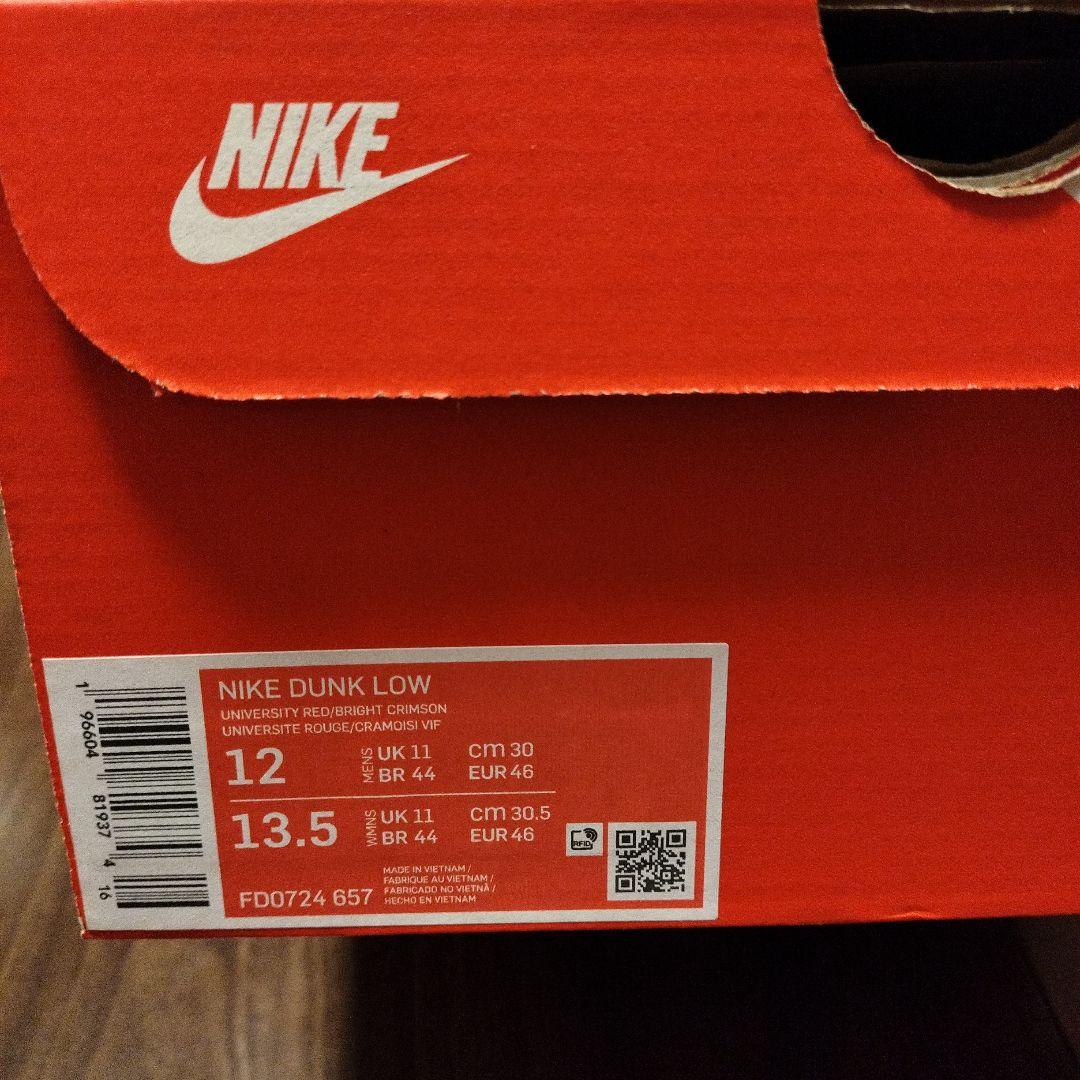 NIKE
NIKE DUNK LOW
UNIVERSITY RED/BRIGHT CRIMSON
UNIVERSITE ROUGE/CRAMOISI VIF
12
MENS
UK 11 cm 30
BR 44 EUR 46
13.5
WMNS
UK 11 cm 30.5
BR 44 EUR 46
RFID
MADE IN VIETNAM /
FABRIQUE AU VIETNAM /
FABRICADO NO VIETNÃ /
HECHO EN VIETNAM
FD0724 657
1 96604 81937 4 16